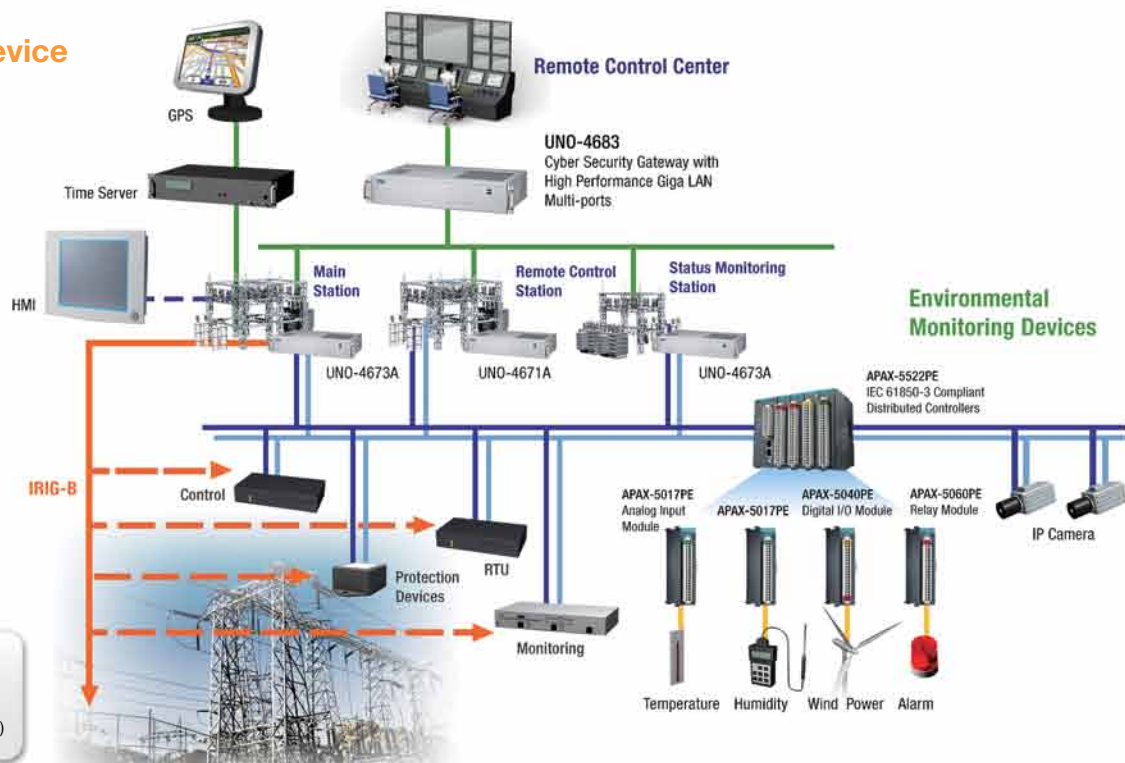 evice
GPS
Remote Control Center
UNO-4683
Cyber Security Gateway with
High Performance Giga LAN
Multi-ports
Time Server
HMI
Main
Station
Remote Control
Station
Status Monitoring
Station
Environmental
Monitoring Devices
UNO-4673A
UNO-4671A
UNO-4673A
APAX-5522PE
IEC 61850-3 Compliant
Distributed Controllers
IRIG-B
Control
RTU
Protection
Devices
Monitoring
APAX-5017PE
Analog Input
Module
APAX-5017PE
APAX-5040PE
Digital I/O Module
APAX-5060PE
Relay Module
IP Camera
Temperature
Humidity
Wind Power
Alarm
)